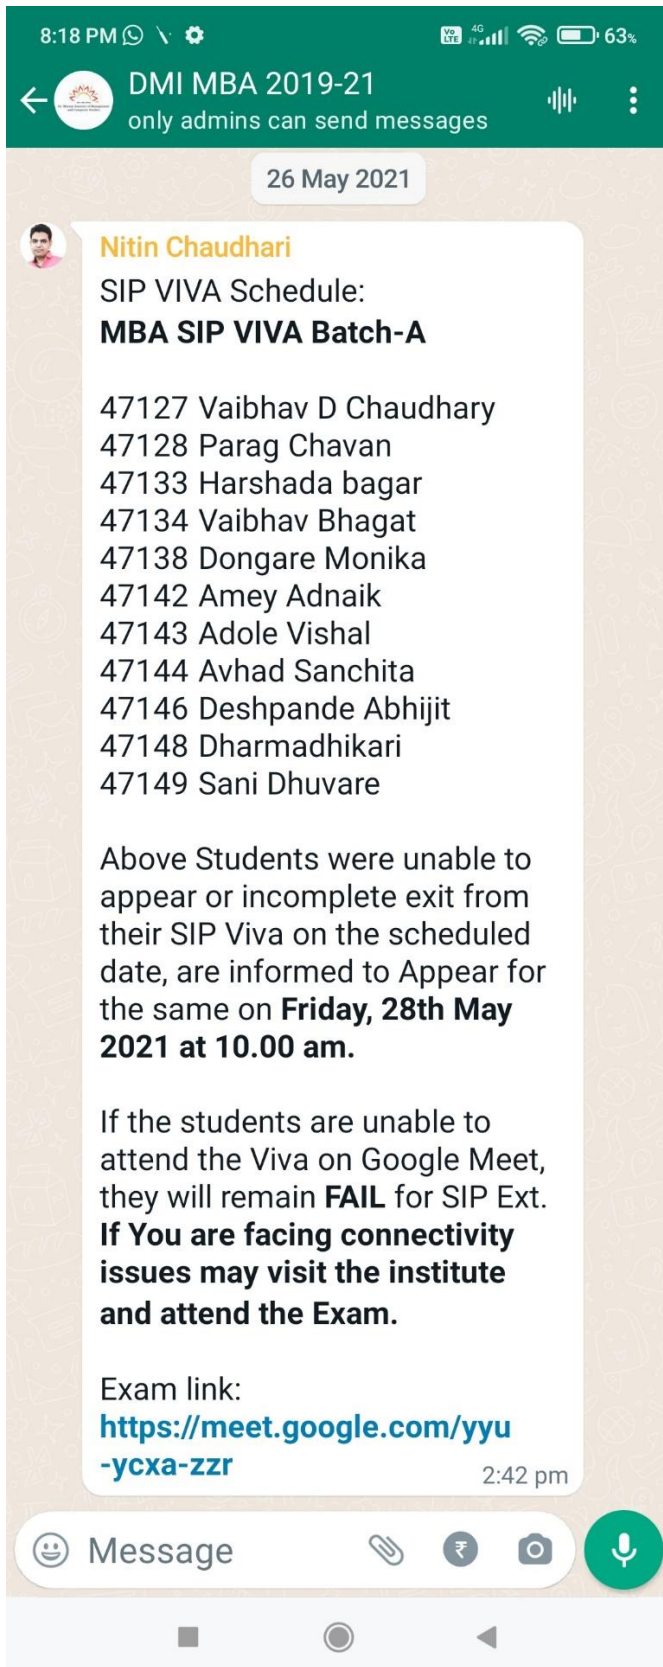 8:18 PM
Vo
LTE
4G
63%
DMI MBA 2019-21
only admins can send messages
26 May 2021
Nitin Chaudhari
SIP VIVA Schedule:
MBA SIP VIVA Batch-A
47127 Vaibhav D Chaudhary
47128 Parag Chavan
47133 Harshada bagar
47134 Vaibhav Bhagat
47138 Dongare Monika
47142 Amey Adnaik
47143 Adole Vishal
47144 Avhad Sanchita
47146 Deshpande Abhijit
47148 Dharmadhikari
47149 Sani Dhuvare
Above Students were unable to
appear or incomplete exit from
their SIP Viva on the scheduled
date, are informed to Appear for
the same on Friday, 28th May
2021 at 10.00 am.
If the students are unable to
attend the Viva on Google Meet,
they will remain FAIL for SIP Ext.
If You are facing connectivity
issues may visit the institute
and attend the Exam.
Exam link:
https://meet.google.com/yyu
-ycxa-zzr
2:42 pm
Message
₹